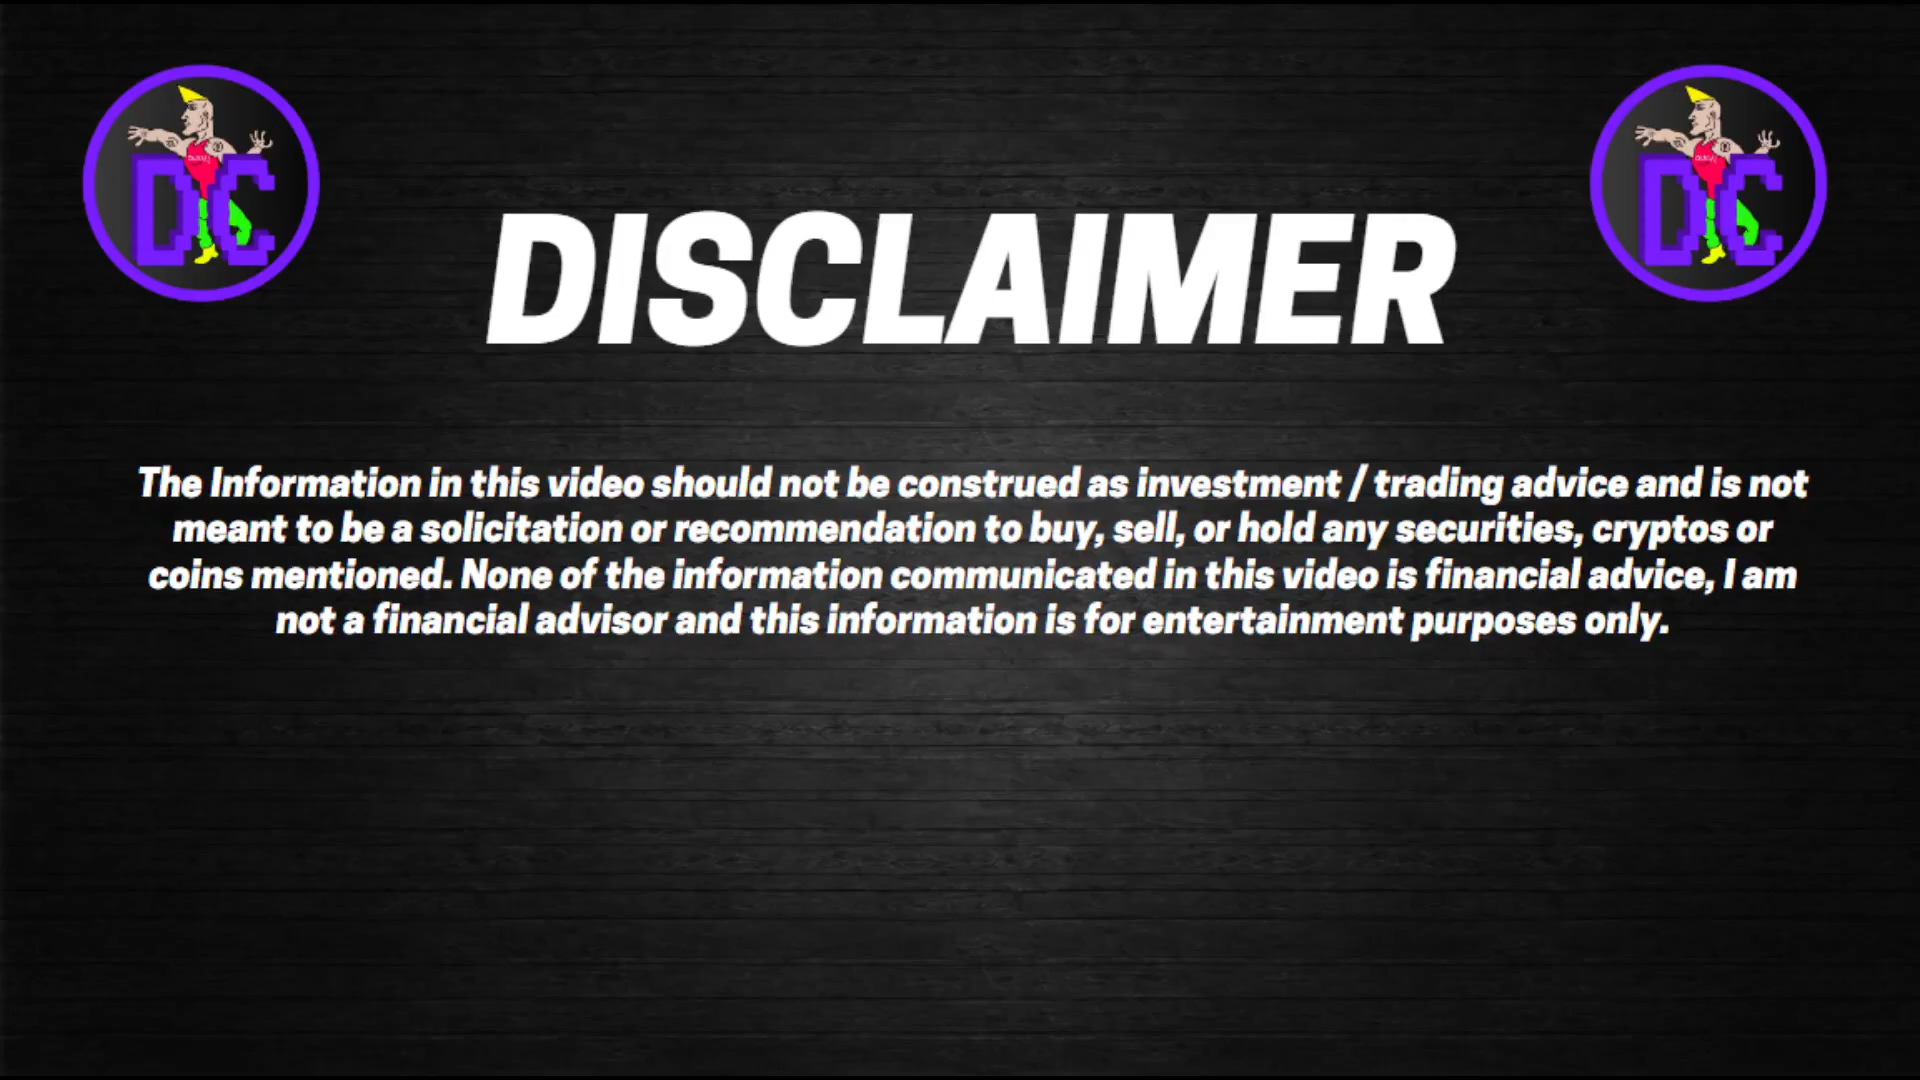 DC
DC
DISCLAIMER
The Information in this video should not be construed as investment / trading advice and is not
meant to be a solicitation or recommendation to buy, sell, or hold any securities, cryptos or
coins mentioned. None of the information communicated in this video is financial advice, I am
not a financial advisor and this information is for entertainment purposes only.